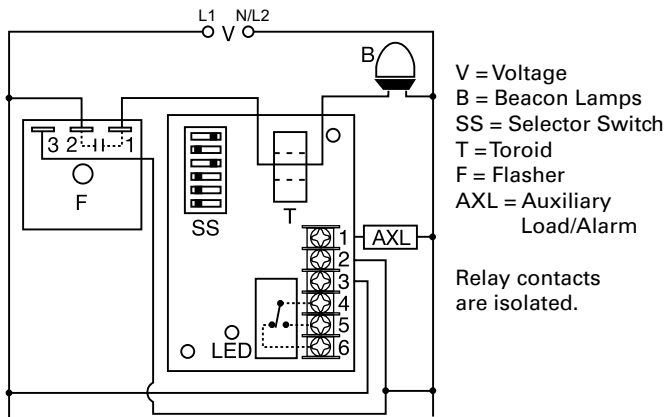 L1 N/L2
V
B
3 2 1
F
SS
T
1 AXL
2
3
4
5
6
LED
V = Voltage
B = Beacon Lamps
SS = Selector Switch
T = Toroid
F = Flasher
AXL = Auxiliary
Load/Alarm
Relay contacts
are isolated.